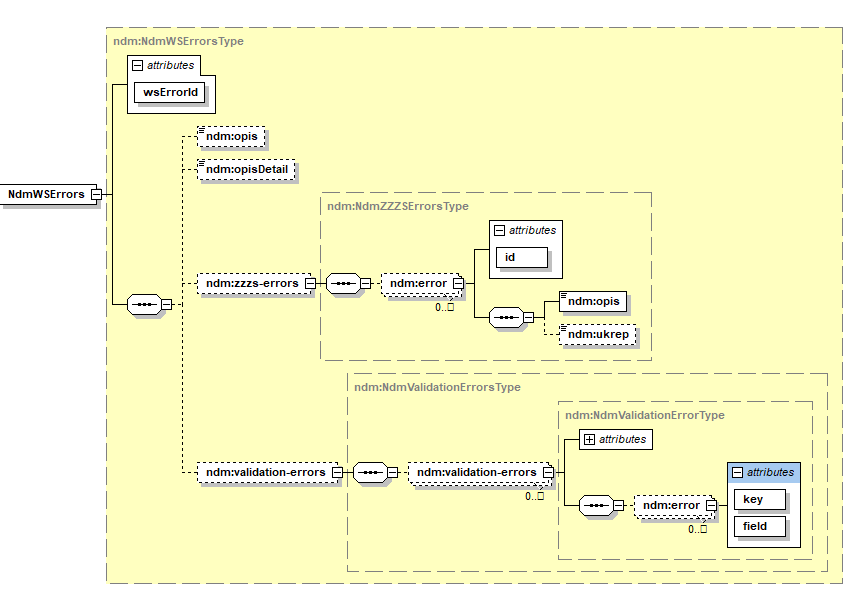 ndm:NdmWSErrorsType
attributes
wsErrorId
ndm:opis
ndm:opisDetail
NdmWSErrors
ndm:NdmZZZSErrorsType
attributes
id
ndm:zzzs-errors
ndm:error
0..□
ndm:opis
ndm:ukrep
ndm:NdmValidationErrorsType
ndm:NdmValidationErrorType
attributes
ndm:validation-errors
ndm:validation-errors
0..□
attributes
key
ndm:error
field
0..□